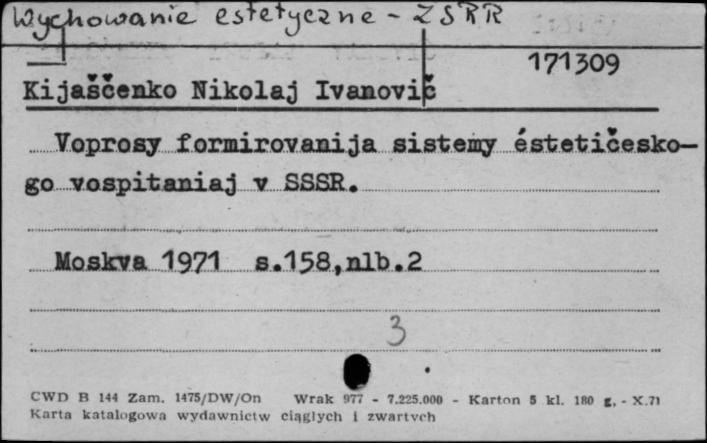 Wychowanie estetyczne - ZSRR
171309
Kijaščenko Nikolaj Ivanovič
Voprosy formirovanija sistemy éstetičesko-
go vospitaniaj v SSSR.
Moskva 1971 s.158,nlb.2
3
CWD B 144 Zam. 1475/DW/On Wrak 977 - 7.225.000 - Karton 5 kl. 180 g. - X.71
Karta katalogowa wydawnictw ciągłych i zwartych